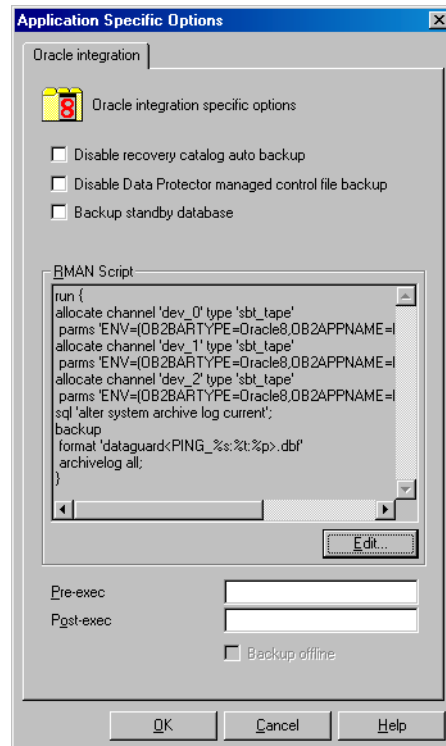 Application Specific Options
Oracle integration
8
Oracle integration specific options
Disable recovery catalog auto backup
Disable Data Protector managed control file backup
Backup standby database
RMAN Script
run {
allocate channel 'dev_0' type 'sbt_tape'
parms 'ENV=(OB2BARTYPE=Oracle8,OB2APPNAME=
allocate channel 'dev_1' type 'sbt_tape'
parms 'ENV=(OB2BARTYPE=Oracle8,OB2APPNAME=
allocate channel 'dev_2' type 'sbt_tape'
parms 'ENV=(OB2BARTYPE=Oracle8,OB2APPNAME=
sql 'alter system archive log current';
backup
format 'dataguard<PING_%s:%t:%p>.dbf'
archivelog all;
}
Edit...
Pre-exec
Post-exec
Backup offline
OK
Cancel
Help